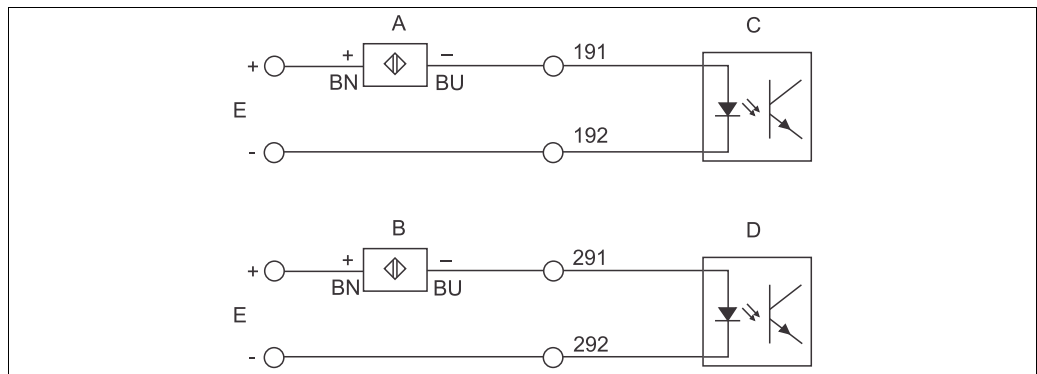 A
C
+ + – 191
BN BU
E
- 192
B
D
+ + – 291
BN BU
E
- 292